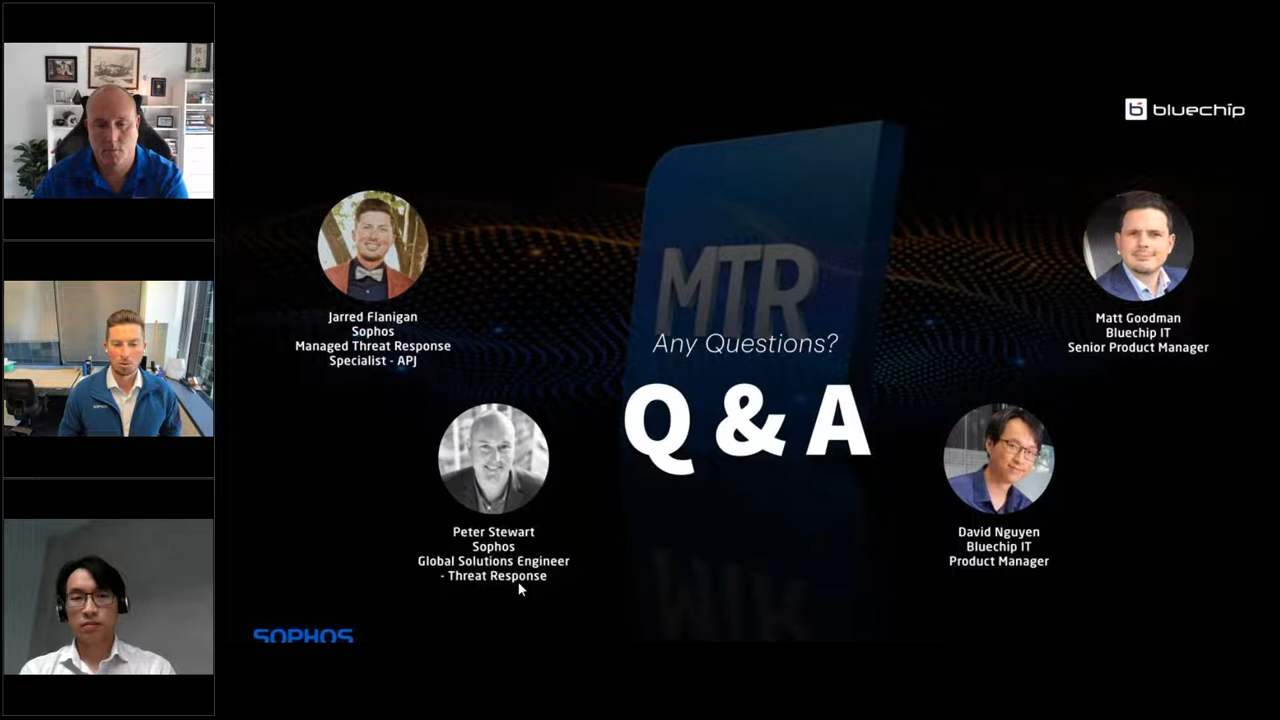 bluechip
Jarred Flanigan
Sophos
Managed Threat Response
Specialist - APJ
Matt Goodman
Bluechip IT
Senior Product Manager
MTR
Any Questions?
Q & A
Peter Stewart
Sophos
Global Solutions Engineer
- Threat Response
David Nguyen
Bluechip IT
Product Manager
SOPHOS
SOPHOS